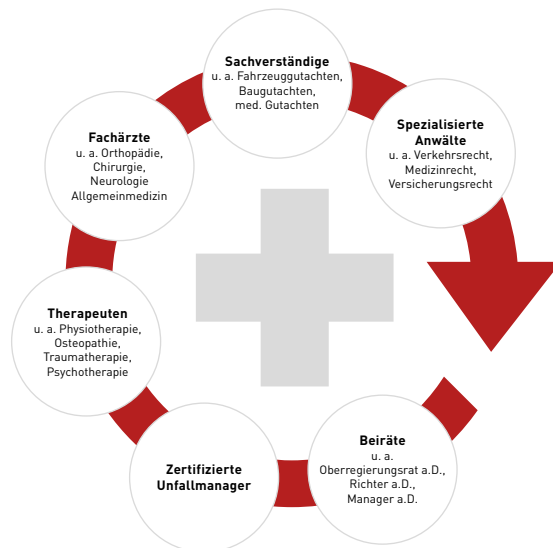 Sachverständige
u. a. Fahrzeuggutachten,
Baugutachten,
med. Gutachten
Spezialisierte
Anwälte
u. a. Verkehrsrecht,
Medizinrecht,
Versicherungsrecht
Fachärzte
u. a. Orthopädie,
Chirurgie,
Neurologie
Allgemeinmedizin
Therapeuten
u. a. Physiotherapie,
Osteopathie,
Traumatherapie,
Psychotherapie
Zertifizierte
Unfallmanager
Beiräte
u. a.
Oberregierungsrat a.D.,
Richter a.D.,
Manager a.D.